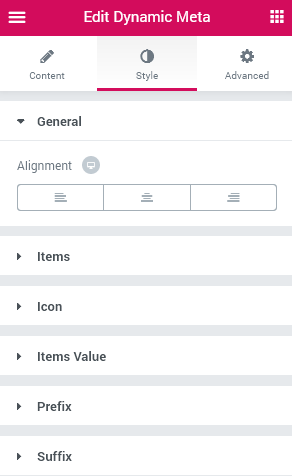 Edit Dynamic Meta
Content Style Advanced
General
Alignment
Items
Icon
Items Value
Prefix
Suffix